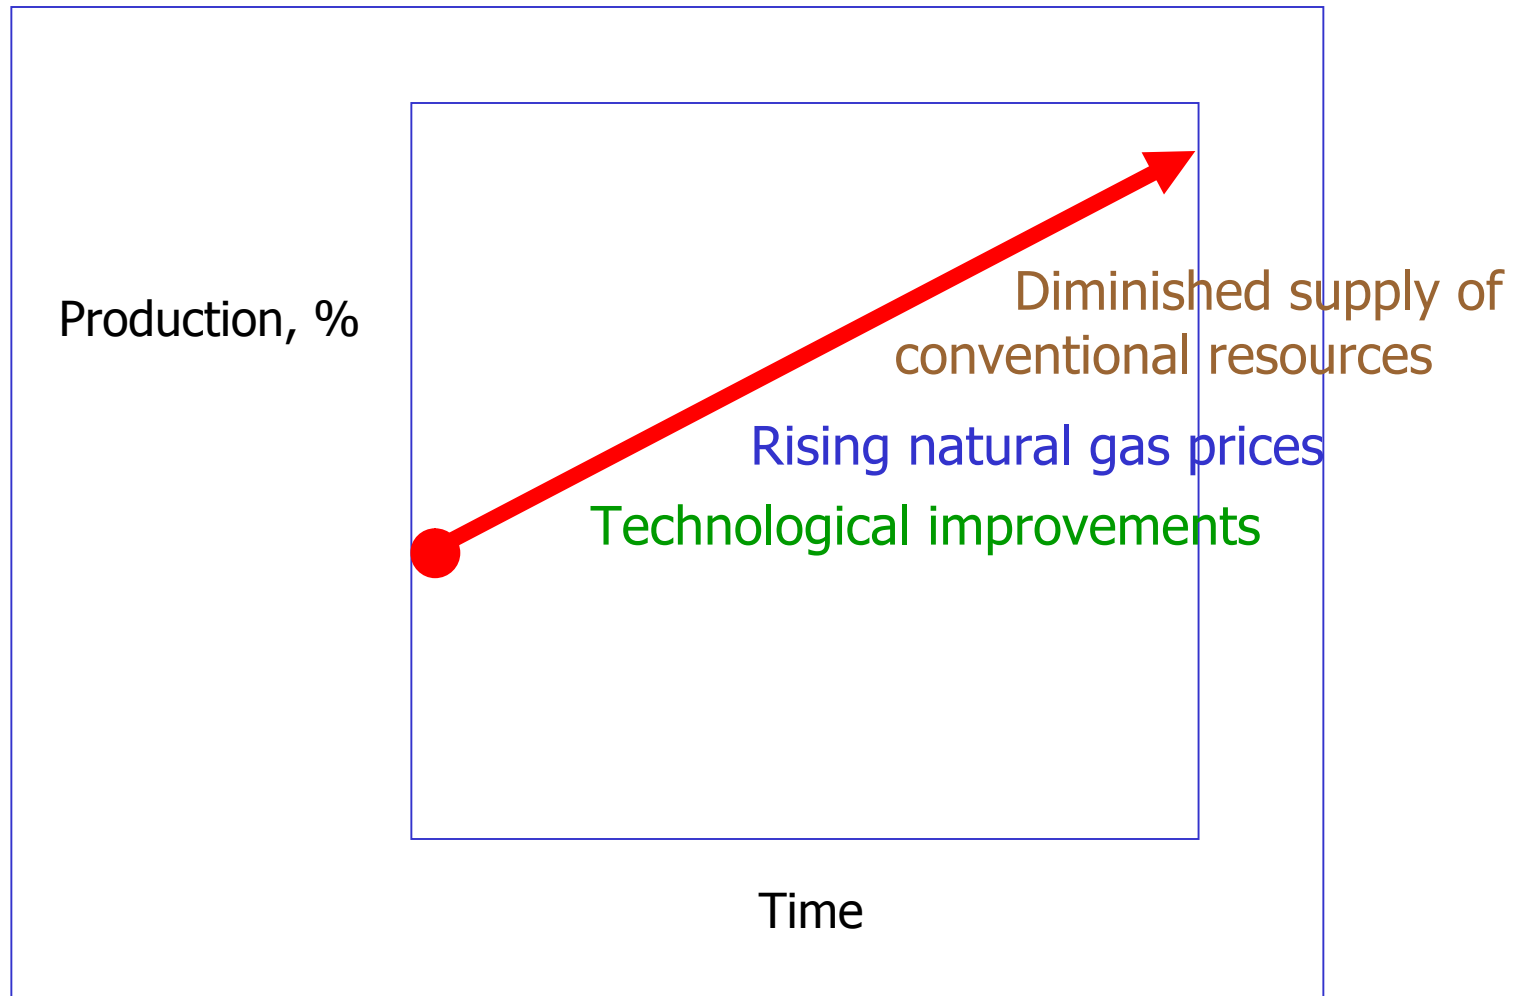 Production, %
Diminished supply of
conventional resources
Rising natural gas prices
Technological improvements
Time